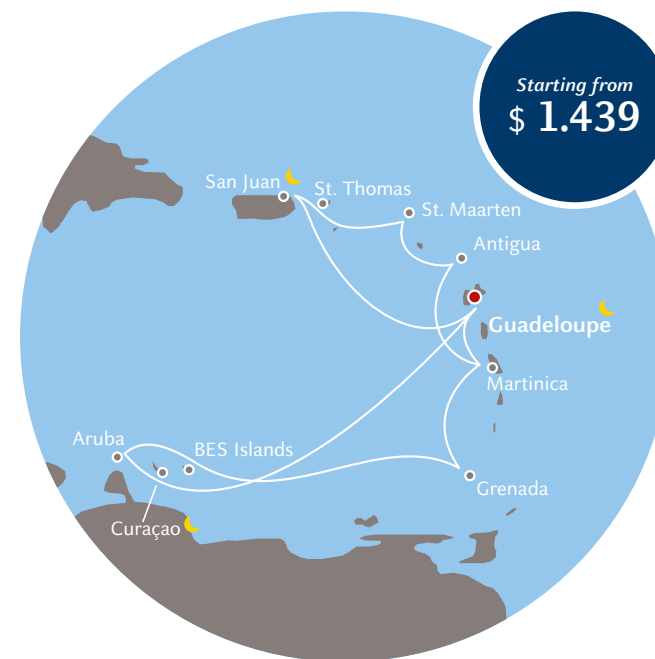 Starting from
$ 1.439
San Juan
St. Thomas
St. Maarten
Antigua
Guadeloupe
Martinica
Aruba
BES Islands
Grenada
Curaçao